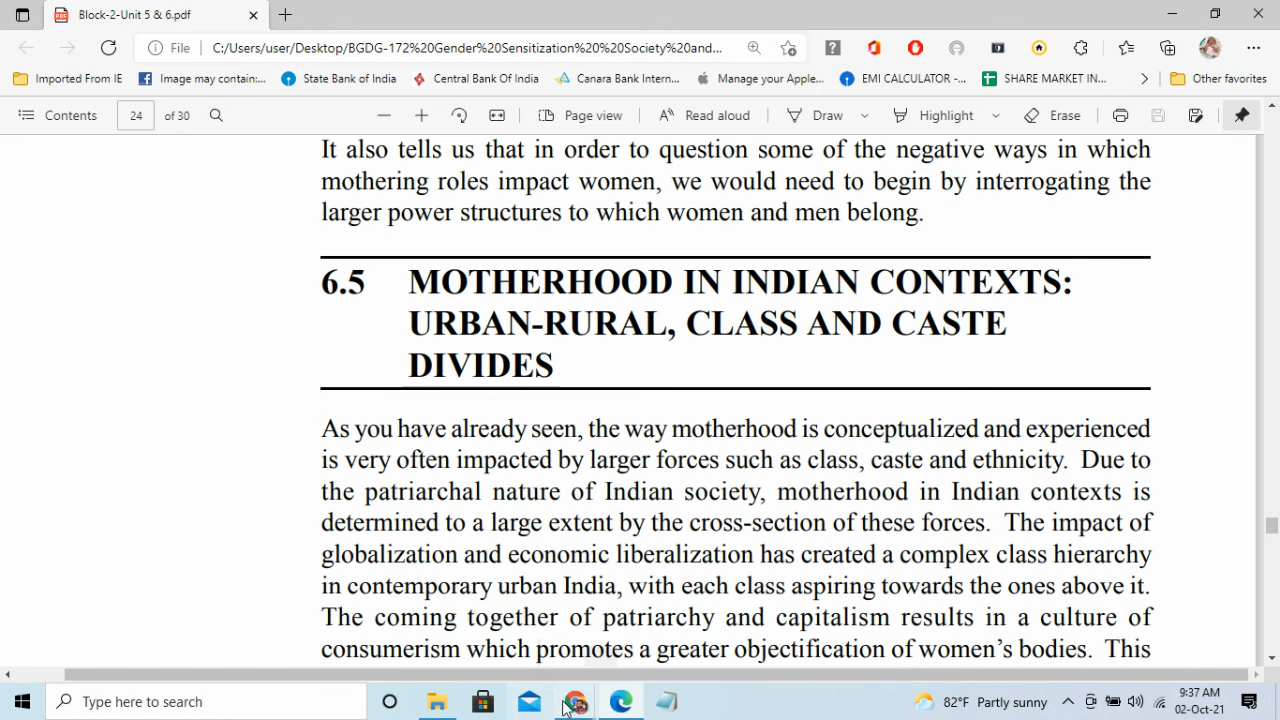 Block-2-Unit 5 & 6.pdf
File C:/Users/user/Desktop/BGDG-172%20Gender%20Sensitization%20%20Society%20and...
Imported From IE Image may contain:... State Bank of India Central Bank Of India Canara Bank Intern... Manage your Apple... EMI CALCULATOR -... SHARE MARKET IN... Other favorites
Contents 24 of 30 Page view Read aloud Draw Highlight Erase
It also tells us that in order to question some of the negative ways in which
mothering roles impact women, we would need to begin by interrogating the
larger power structures to which women and men belong.
6.5 MOTHERHOOD IN INDIAN CONTEXTS:
URBAN-RURAL, CLASS AND CASTE
DIVIDES
As you have already seen, the way motherhood is conceptualized and experienced
is very often impacted by larger forces such as class, caste and ethnicity. Due to
the patriarchal nature of Indian society, motherhood in Indian contexts is
determined to a large extent by the cross-section of these forces. The impact of
globalization and economic liberalization has created a complex class hierarchy
in contemporary urban India, with each class aspiring towards the ones above it.
The coming together of patriarchy and capitalism results in a culture of
consumerism which promotes a greater objectification of women's bodies. This
Type here to search 82°F Partly sunny 9:37 AM
02-Oct-21